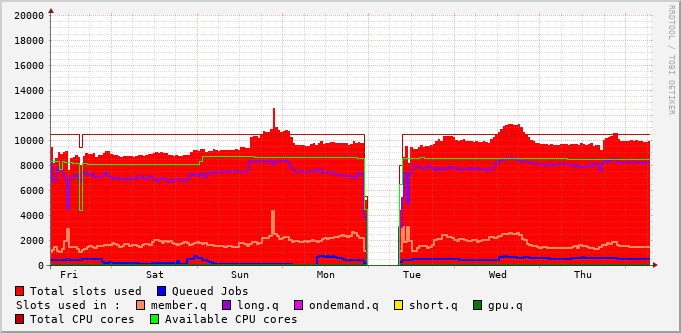 20000
18000
16000
14000
12000
10000
8000
6000
4000
2000
0
Fri Sat Sun Mon Tue Wed Thu
RRDTOOL / TOBI OETIKER
Total slots used Queued Jobs
Slots used in : member.q long.q ondemand.q short.q gpu.q
Total CPU cores Available CPU cores